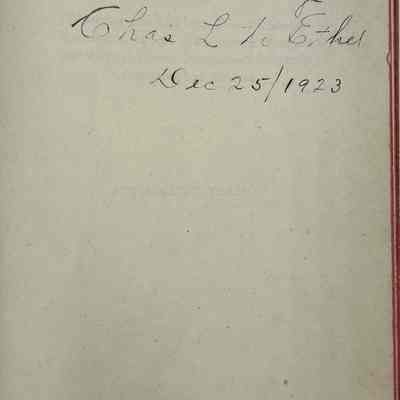 Chas L to Ethel
Dec 25/1923